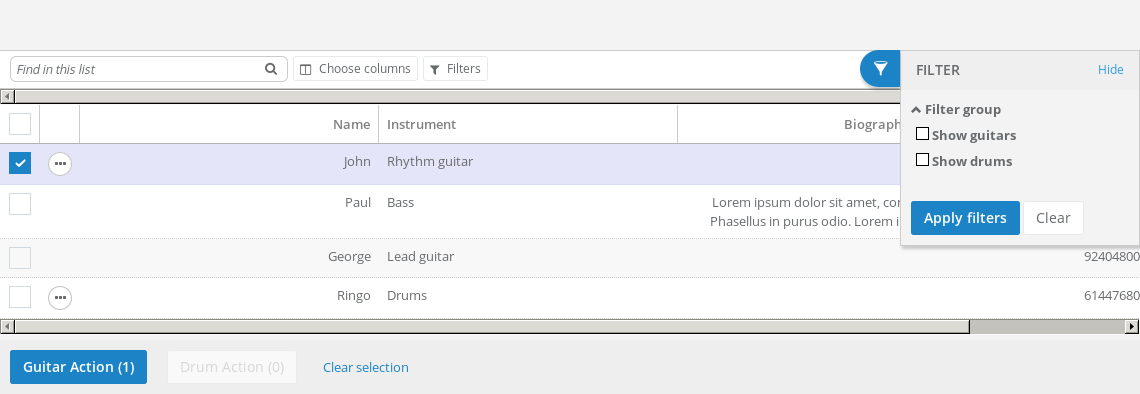 Find in this list
Choose columns
Filters
FILTER
Hide
Filter group
Show guitars
Show drums
Apply filters
Clear
Name
Instrument
Biograph
John
Rhythm guitar
Paul
Bass
Lorem ipsum dolor sit amet,
Phasellus in purus odio. Lorem
George
Lead guitar
92404800
Ringo
Drums
61447680
Guitar Action (1)
Drum Action (0)
Clear selection